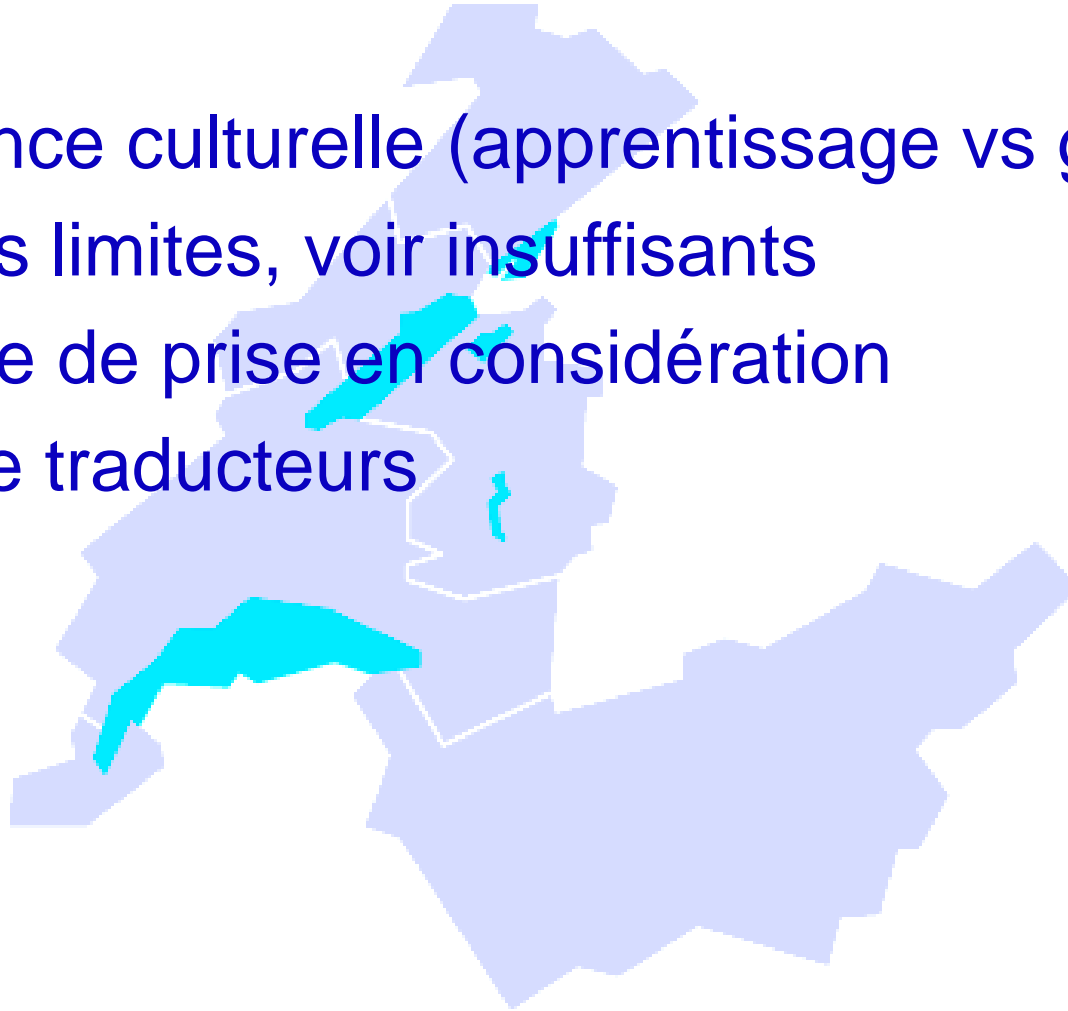 nce culturelle (apprentissage vs g
s limites, voir insuffisants
e de prise en considération
e traducteurs